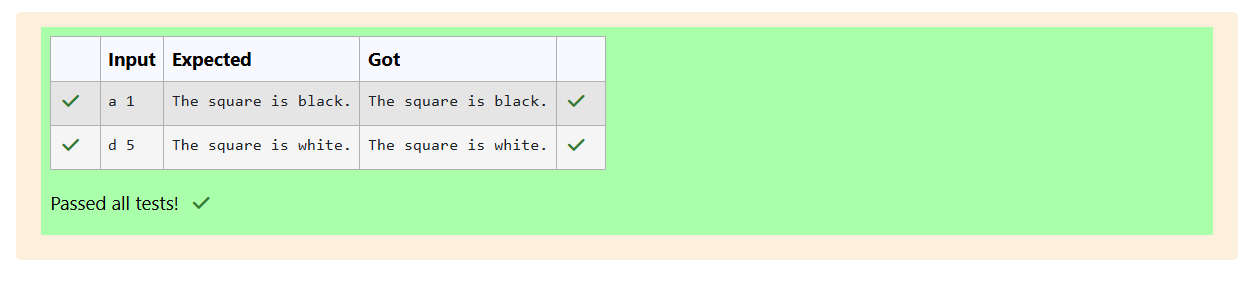 Input Expected Got
a 1 The square is black. The square is black.
d 5 The square is white. The square is white.
Passed all tests!